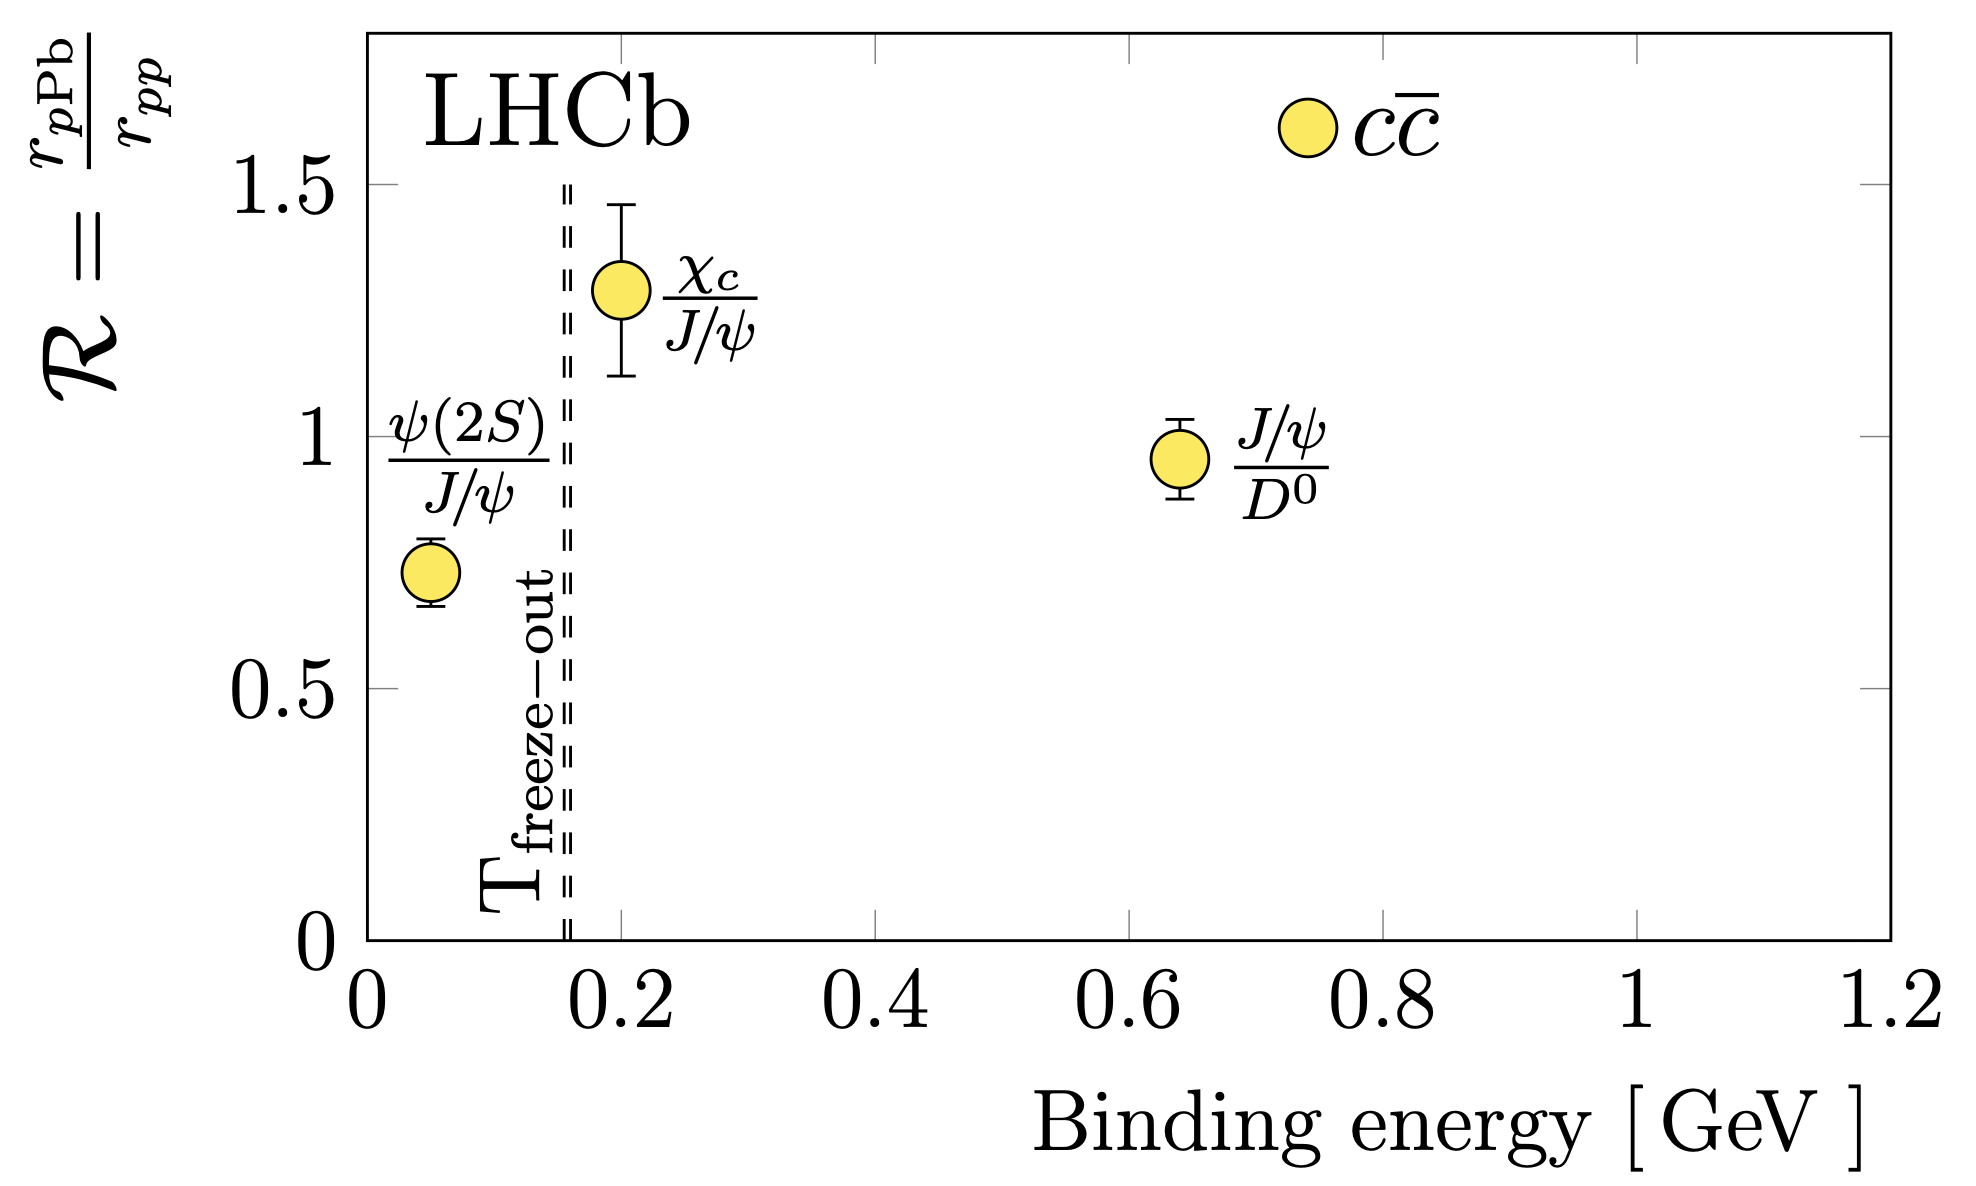 ℛ = r_pPb / r_pp
LHCb
cc̅
1.5
χ_c / J/ψ
1
ψ(2S) / J/ψ
J/ψ / D⁰
0.5
T_freeze−out
0
0 0.2 0.4 0.6 0.8 1 1.2
Binding energy [ GeV ]